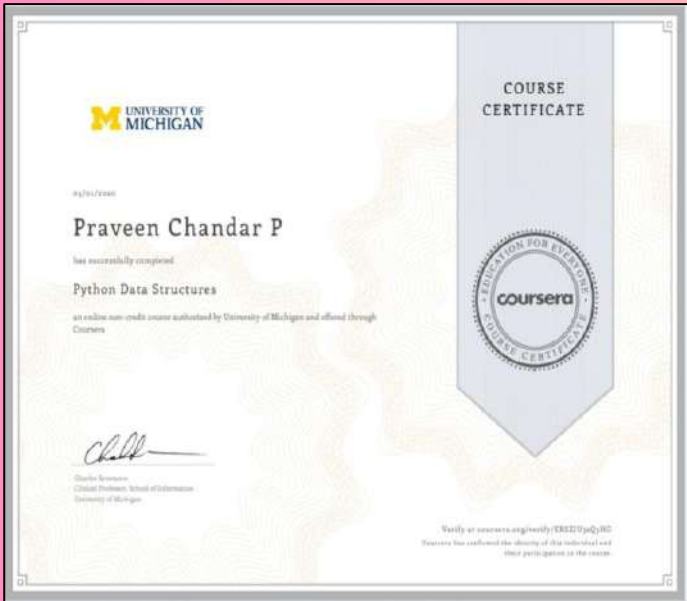 UNIVERSITY OF
MICHIGAN
COURSE
CERTIFICATE
Praveen Chandar P
has successfully completed
Python Data Structures
an online non-credit course authorized by University of Michigan and offered through
Coursera
EDUCATION FOR EVERYONE
coursera
COURSE CERTIFICATE
Charles Severance
Clinical Professor, School of Information
University of Michigan
Verify at coursera.org/verify/
Coursera has confirmed the identity of this individual and
their participation in the course.